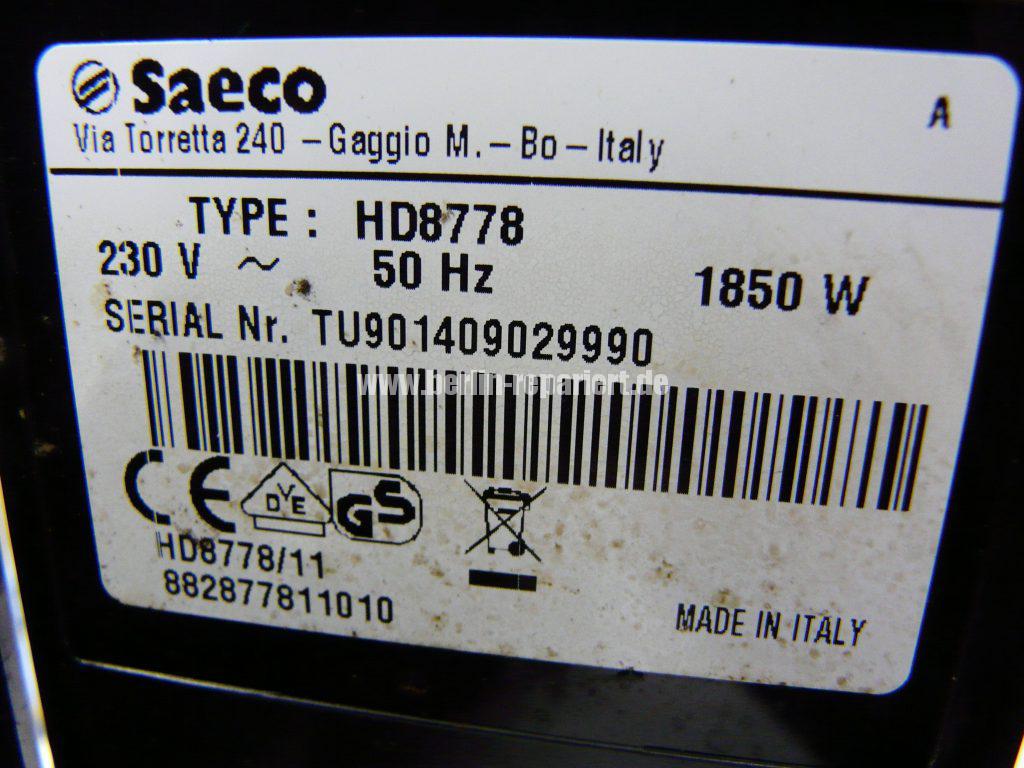 Saeco
A
Via Torretta 240 – Gaggio M. – Bo – Italy
TYPE : HD8778
230 V ~ 50 Hz 1850 W
SERIAL Nr. TU901409029990
www.berlin-repariert.de
CE DVE GS
HD8778/11
882877811010
MADE IN ITALY